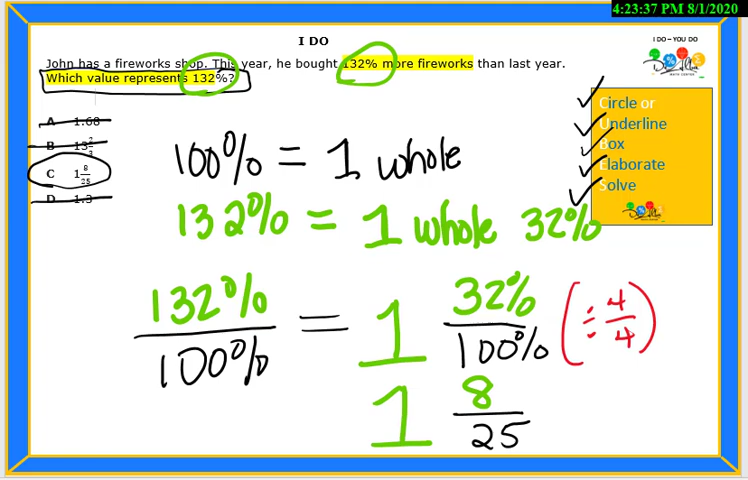 4:23:37 PM 8/1/2020
I DO
I DO – YOU DO
MATH CENTER
John has a fireworks shop. This year, he bought 132% more fireworks than last year.
Which value represents 132%?
A 1.68
C 1 8/25
D 1.3
Circle or
Underline
Box
Elaborate
Solve
100% = 1 whole
132% = 1 whole 32%
132%/100% = 1 32%/100% (÷ 4/4)
1 8/25